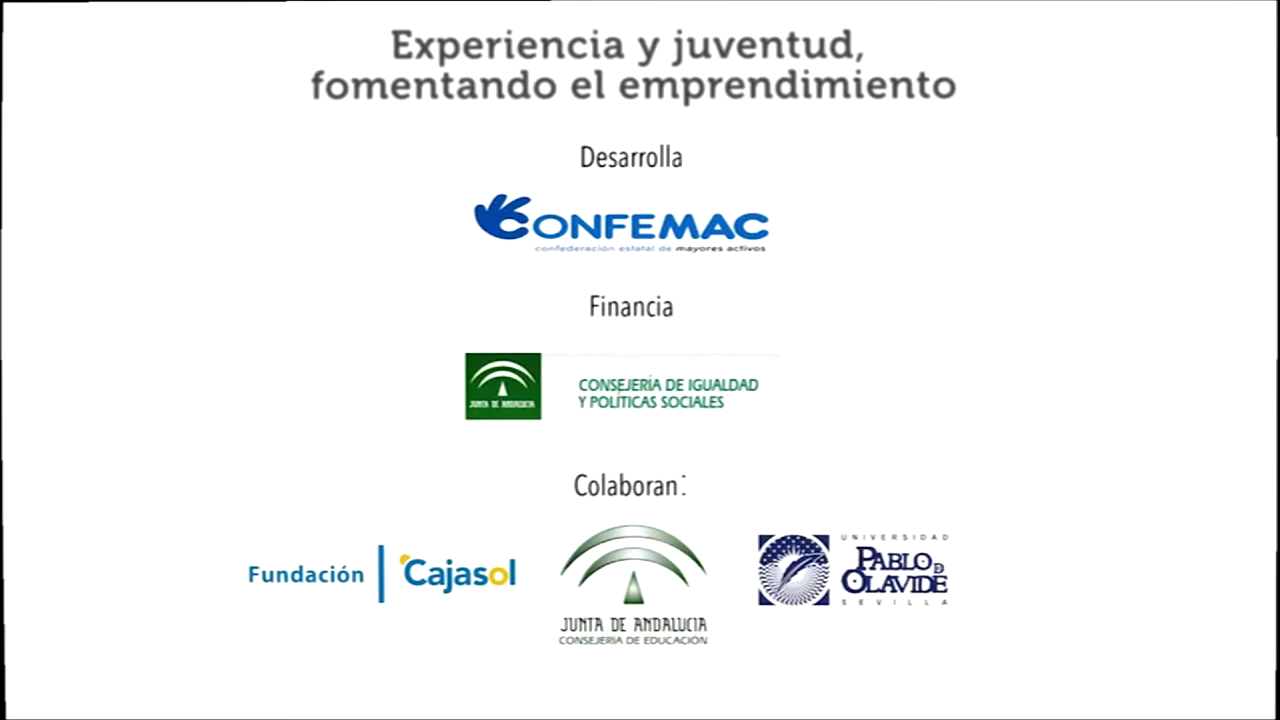 Experiencia y juventud,
fomentando el emprendimiento
Desarrolla
CONFEMAC
confederación estatal de mayores activos
Financia
JUNTA DE ANDALUCIA
CONSEJERÍA DE IGUALDAD
Y POLÍTICAS SOCIALES
Colaboran:
Fundación Cajasol
JUNTA DE ANDALUCIA
CONSEJERIA DE EDUCACIÓN
UNIVERSIDAD
PABLO DE
OLAVIDE
SEVILLA